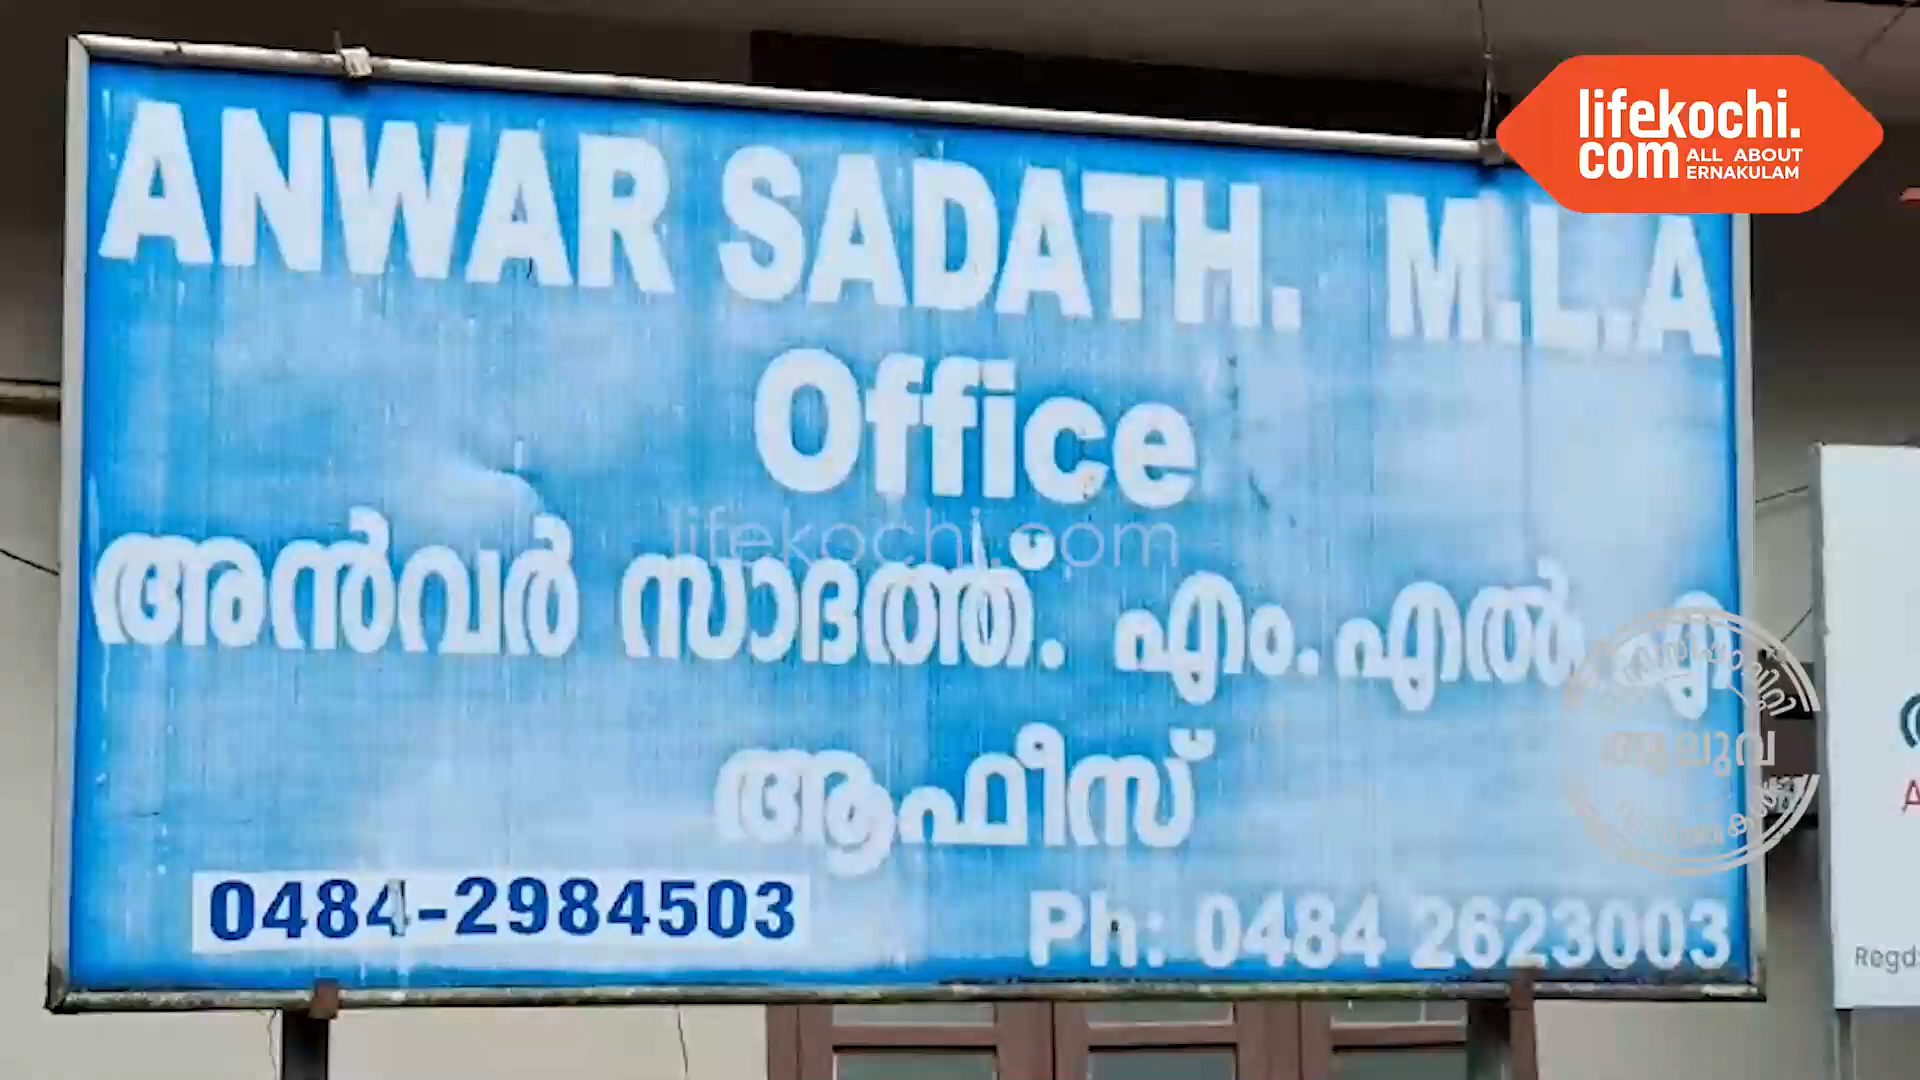 lifekochi.
com ALL ABOUT
ERNAKULAM
ANWAR SADATH. M.L.A
Office
lifekochi.com
അൻവർ സാദത്ത്. എം.എൽ.എ
ആഫീസ്
ആലുവ
0484-2984503
Ph: 0484 2623003
Regd